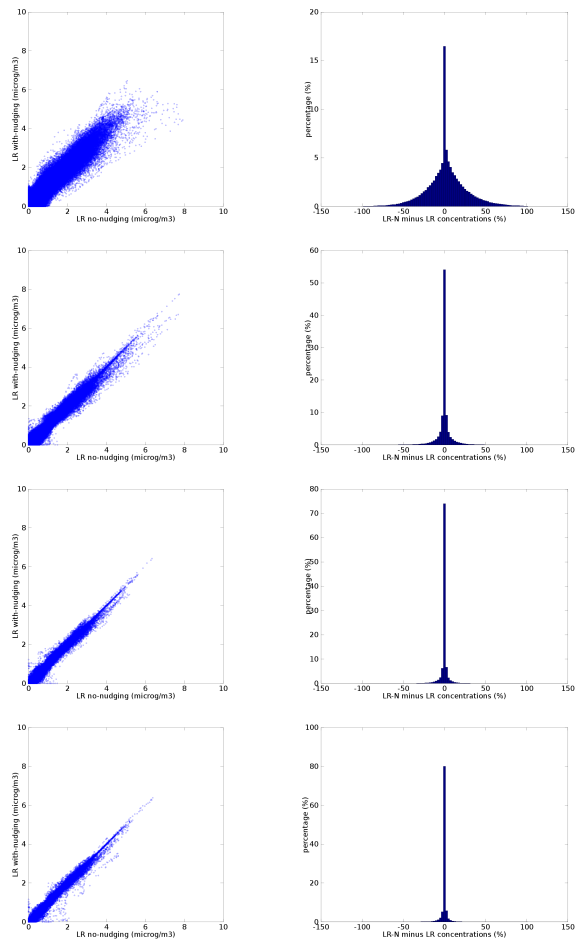 10
8
6
4
2
0
0 2 4 6 8 10
LR no-nudging (microg/m3)
LR with-nudging (microg/m3)
20
15
10
5
0
-150 -100 -50 0 50 100 150
LR-N minus LR concentrations (%)
percentage (%)
10
8
6
4
2
0
0 2 4 6 8 10
LR no-nudging (microg/m3)
LR with-nudging (microg/m3)
60
50
40
30
20
10
0
-150 -100 -50 0 50 100 150
LR-N minus LR concentrations (%)
percentage (%)
10
8
6
4
2
0
0 2 4 6 8 10
LR no-nudging (microg/m3)
LR with-nudging (microg/m3)
80
70
60
50
40
30
20
10
0
-150 -100 -50 0 50 100 150
LR-N minus LR concentrations (%)
percentage (%)
10
8
6
4
2
0
0 2 4 6 8 10
LR no-nudging (microg/m3)
LR with-nudging (microg/m3)
100
80
60
40
20
0
-150 -100 -50 0 50 100 150
LR-N minus LR concentrations (%)
percentage (%)